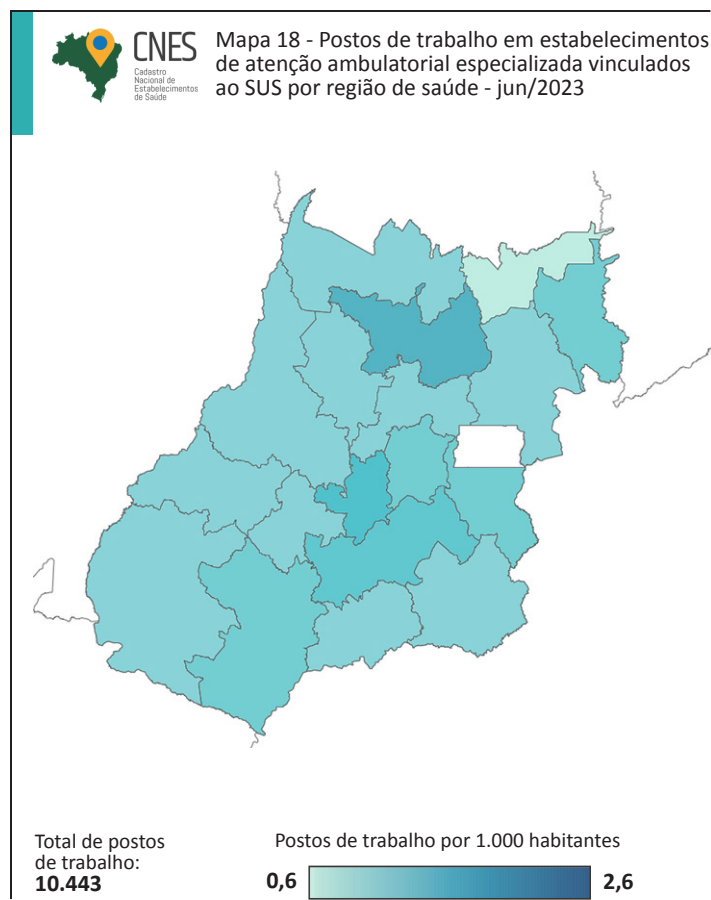 CNES
Cadastro
Nacional de
Estabelecimentos
de Saúde
Mapa 18 - Postos de trabalho em estabelecimentos
de atenção ambulatorial especializada vinculados
ao SUS por região de saúde - jun/2023
Total de postos
de trabalho:
10.443
Postos de trabalho por 1.000 habitantes
0,6
2,6